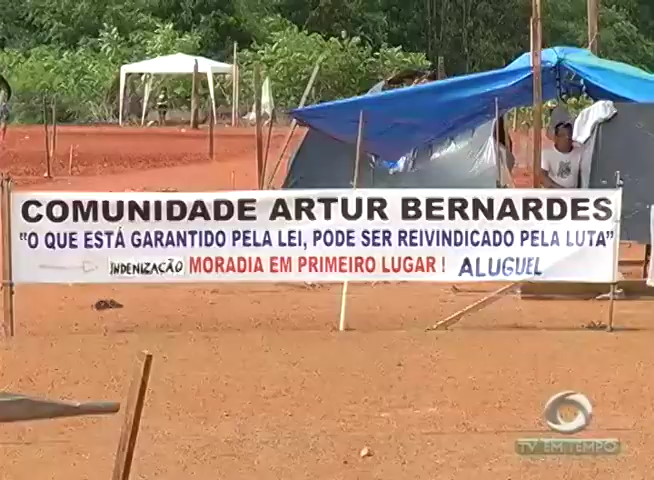 COMUNIDADE ARTUR BERNARDES
"O QUE ESTÁ GARANTIDO PELA LEI, PODE SER REIVINDICADO PELA LUTA"
INDENIZAÇÃO MORADIA EM PRIMEIRO LUGAR! ALUGUEL
TV EM TEMPO